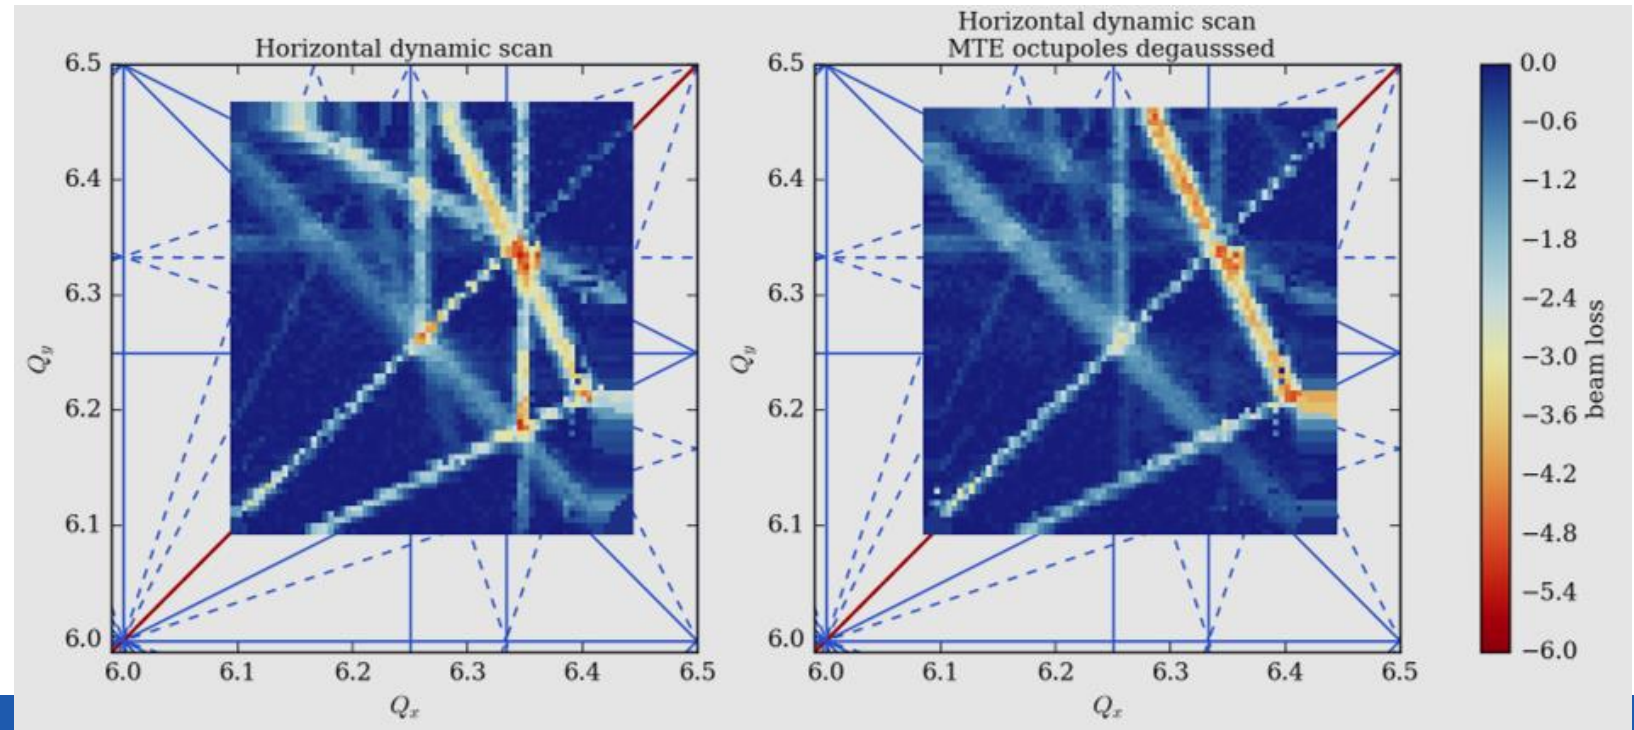 Horizontal dynamic scan
6.5
6.4
6.3
6.2
6.1
6.0
Qy
6.0 6.1 6.2 6.3 6.4 6.5
Qx
Horizontal dynamic scan
MTE octupoles degausssed
6.5
6.4
6.3
6.2
6.1
6.0
Qy
6.0 6.1 6.2 6.3 6.4 6.5
Qx
0.0
−0.6
−1.2
−1.8
−2.4
−3.0
−3.6
−4.2
−4.8
−5.4
−6.0
beam loss